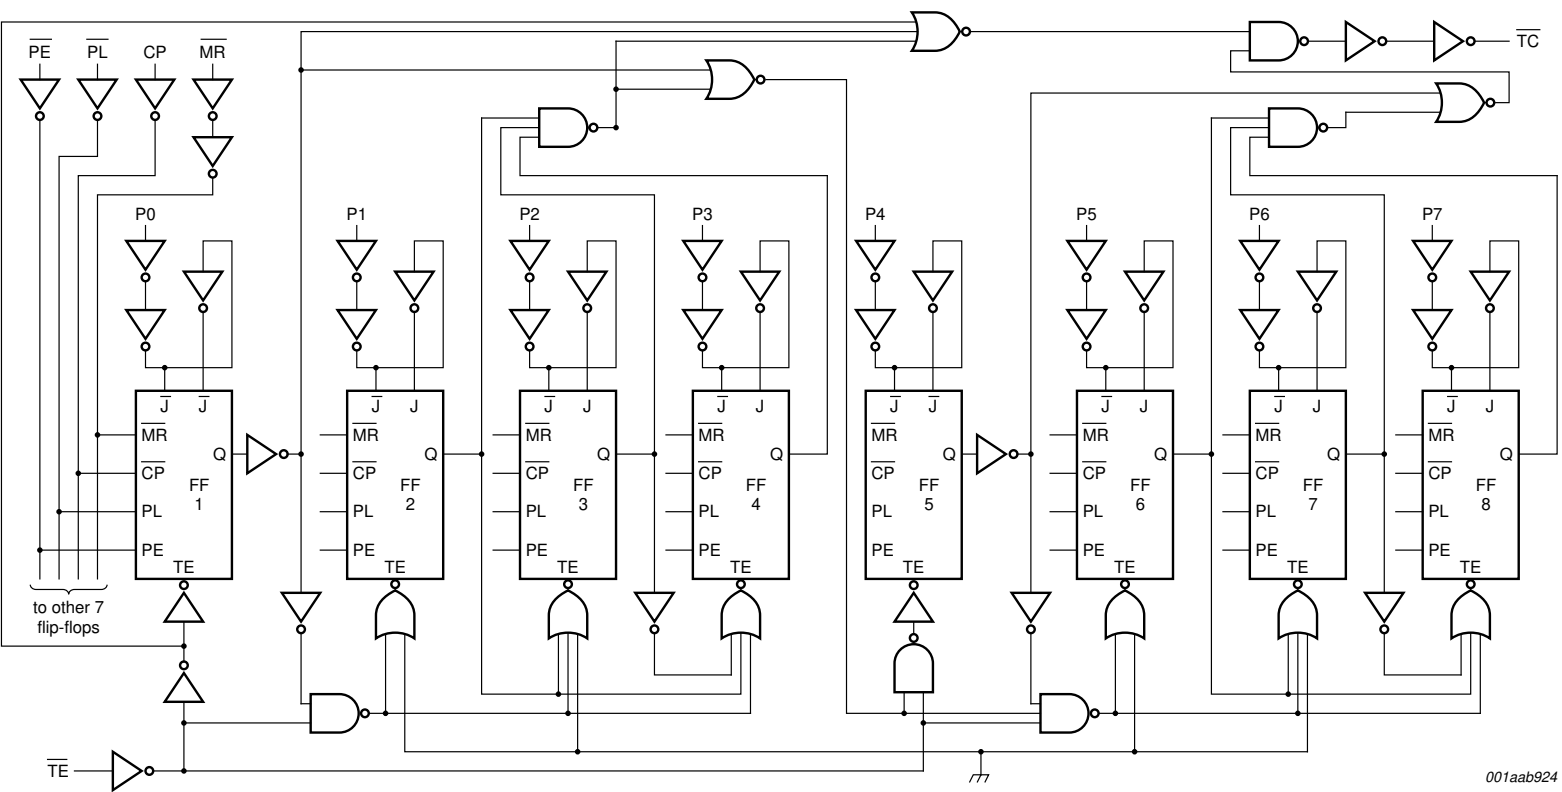 PE PL CP MR TC
P0 P1 P2 P3 P4 P5 P6 P7
J J J J J J J J J J J J J J J J
MR MR MR MR MR MR MR MR
Q Q Q Q Q Q Q Q
CP CP CP CP CP CP CP CP
FF FF FF FF FF FF FF FF
1 2 3 4 5 6 7 8
PL PL PL PL PL PL PL PL
PE PE PE PE PE PE PE PE
TE TE TE TE TE TE TE TE
to other 7
flip-flops
TE
001aab924